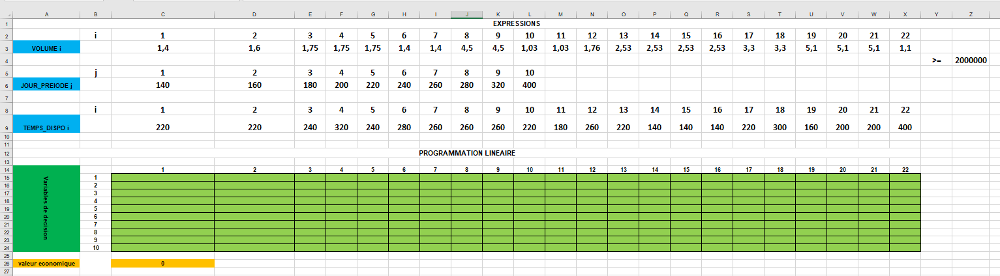 A B C D E F G H I J K L M N O P Q R S T U V W X Y Z
1 EXPRESSIONS
2 i 1 2 3 4 5 6 7 8 9 10 11 12 13 14 15 16 17 18 19 20 21 22
3 VOLUME i 1,4 1,6 1,75 1,75 1,75 1,4 1,4 4,5 4,5 1,03 1,03 1,76 2,53 2,53 2,53 2,53 3,3 3,3 5,1 5,1 5,1 1,1
4 >= 2000000
5 j 1 2 3 4 5 6 7 8 9 10
6 JOUR_PREIODE j 140 160 180 200 220 240 260 280 320 400
7
8 i 1 2 3 4 5 6 7 8 9 10 11 12 13 14 15 16 17 18 19 20 21 22
9 TEMPS_DISPO i 220 220 240 320 240 280 260 260 260 220 180 260 220 140 140 140 220 300 160 200 200 400
10
11
12 PROGRAMMATION LINEAIRE
13
14 1 2 3 4 5 6 7 8 9 10 11 12 13 14 15 16 17 18 19 20 21 22
Variables de decision
15 1
16 2
17 3
18 4
19 5
20 6
21 7
22 8
23 9
24 10
25
26 valeur economique 0
27